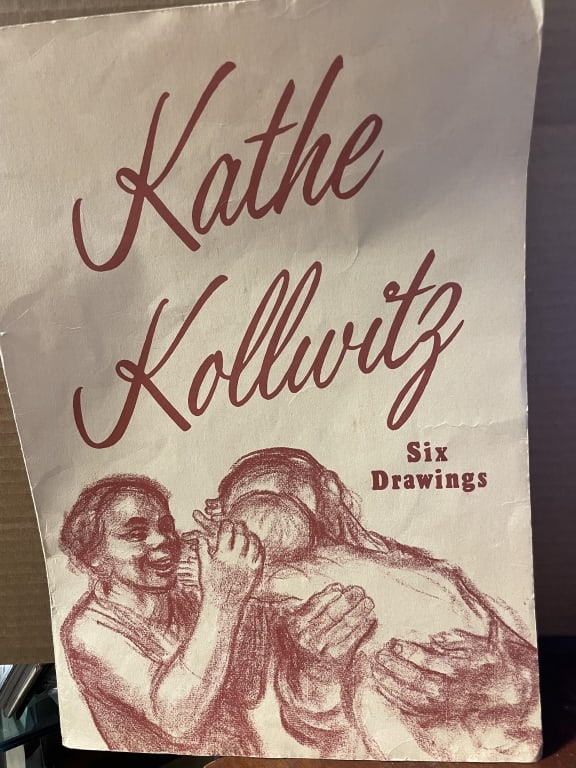 Kathe
Kollwitz
Six
Drawings